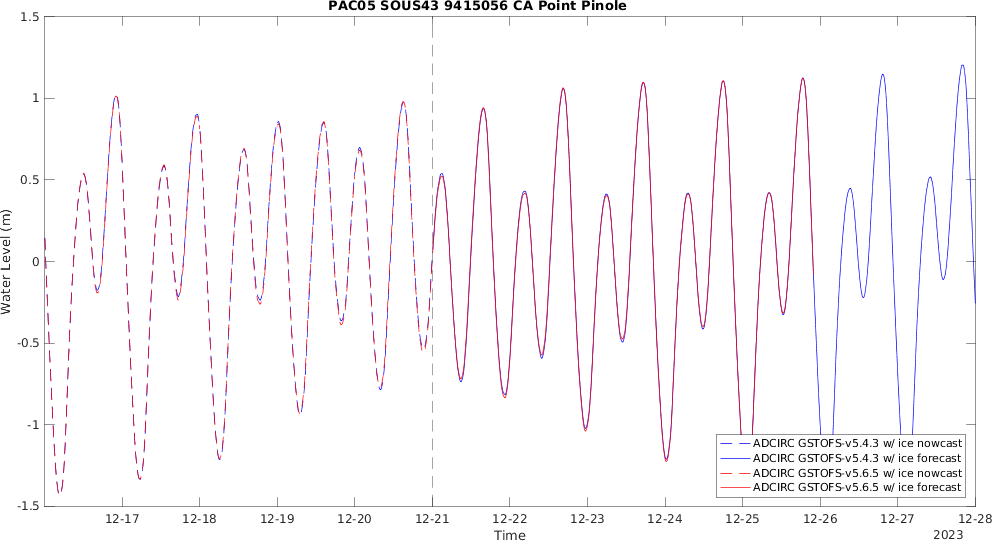 PAC05 SOUS43 9415056 CA Point Pinole
1.5
1
0.5
0
-0.5
-1
-1.5
Water Level (m)
12-17 12-18 12-19 12-20 12-21 12-22 12-23 12-24 12-25 12-26 12-27 12-28
Time
2023
ADCIRC GSTOFS-v5.4.3 w/ ice nowcast
ADCIRC GSTOFS-v5.4.3 w/ ice forecast
ADCIRC GSTOFS-v5.6.5 w/ ice nowcast
ADCIRC GSTOFS-v5.6.5 w/ ice forecast